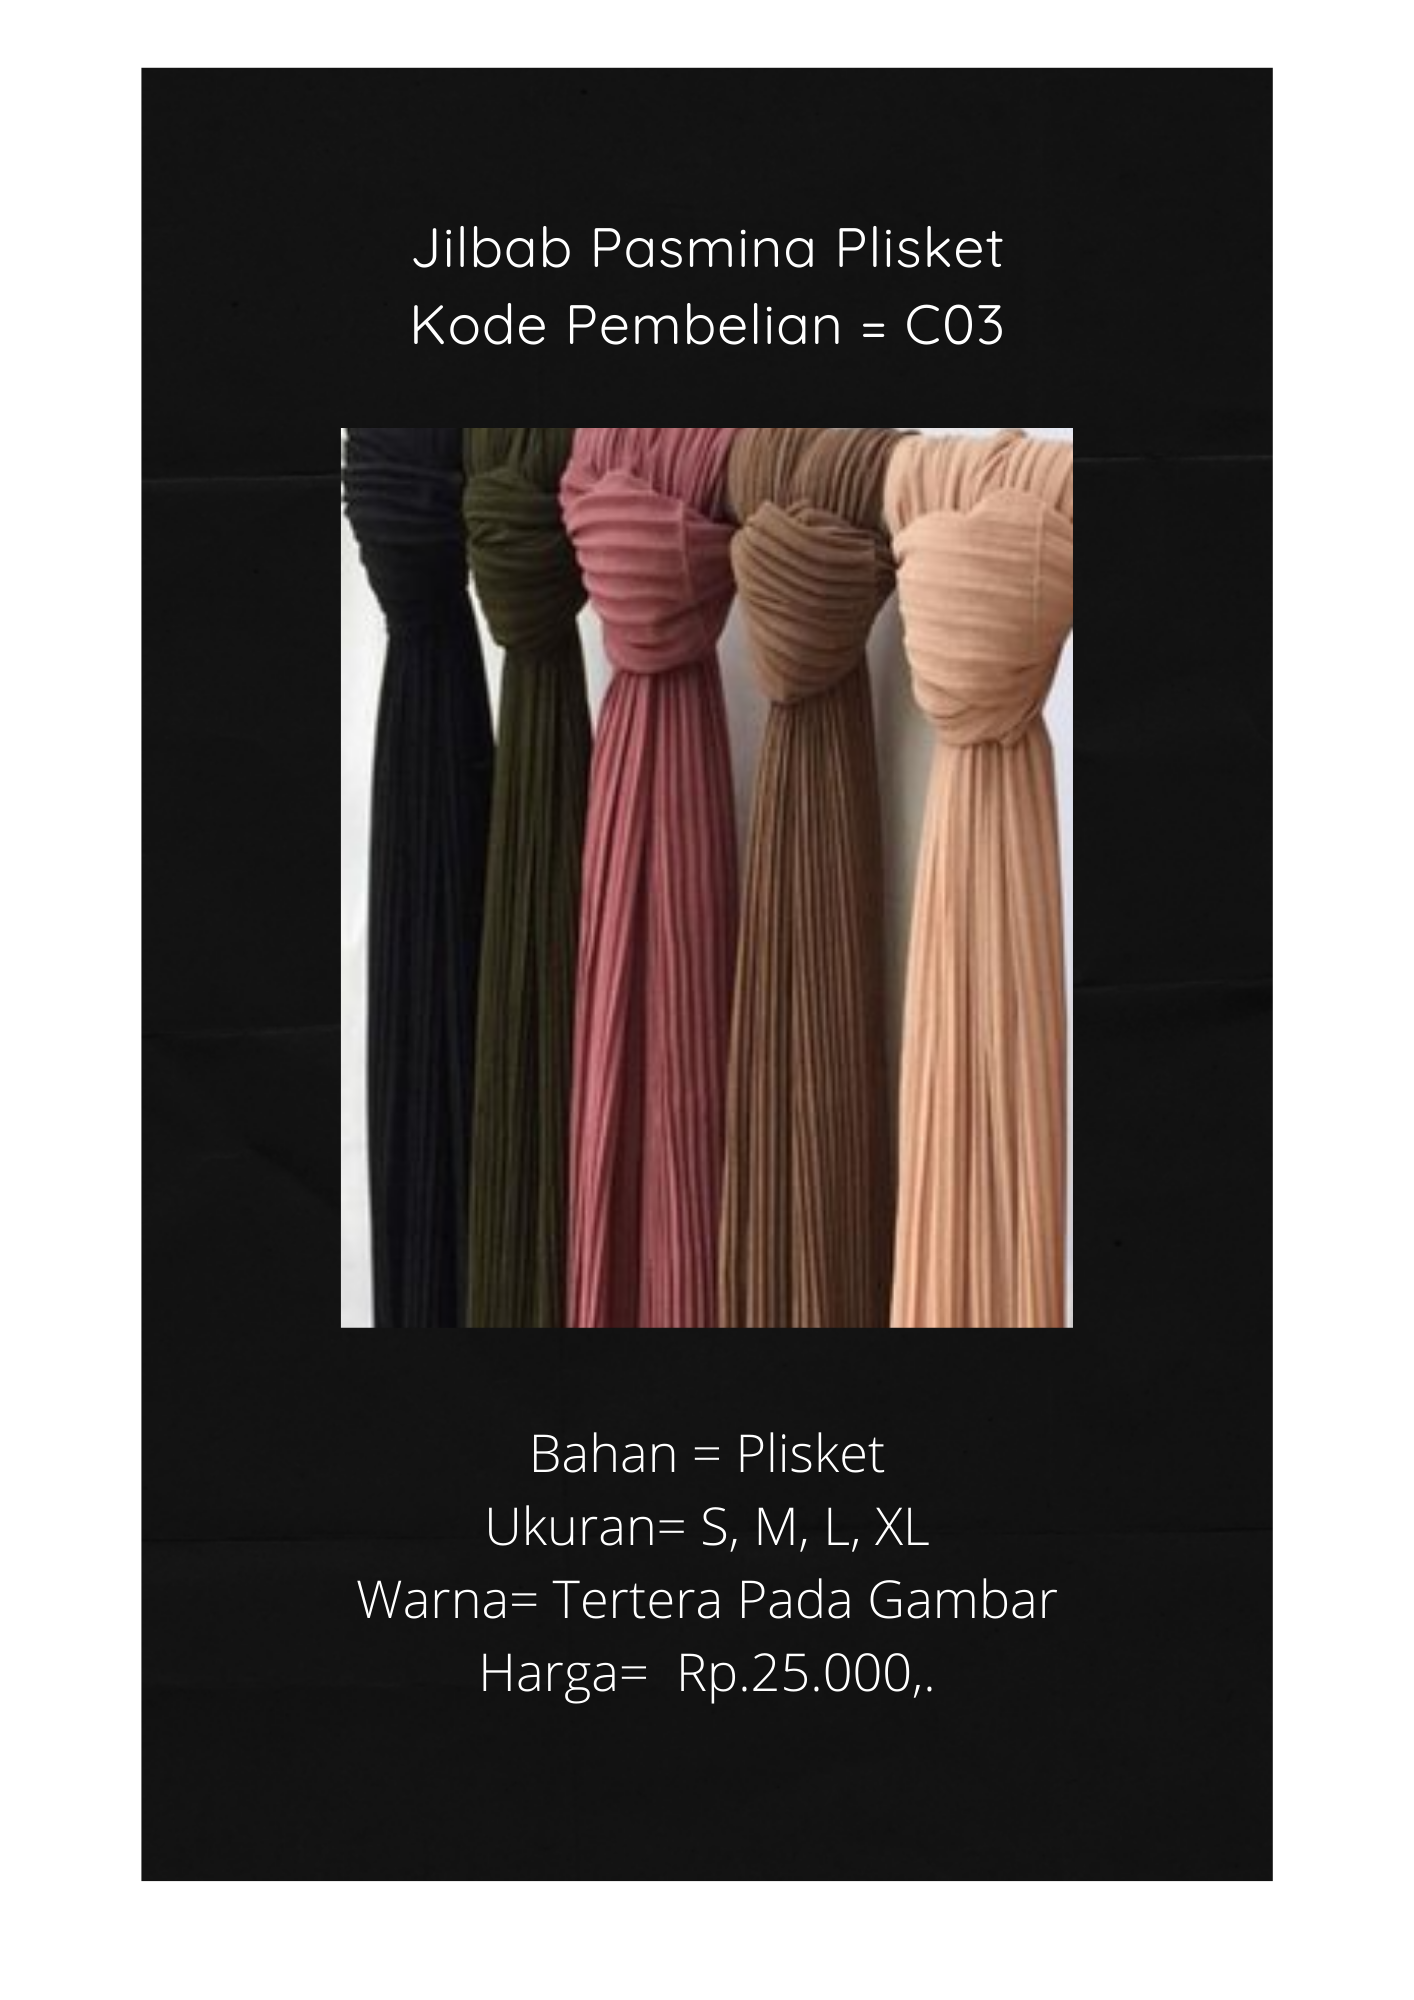 Jilbab Pasmina Plisket
Kode Pembelian = C03
Bahan = Plisket
Ukuran= S, M, L, XL
Warna= Tertera Pada Gambar
Harga=  Rp.25.000,.